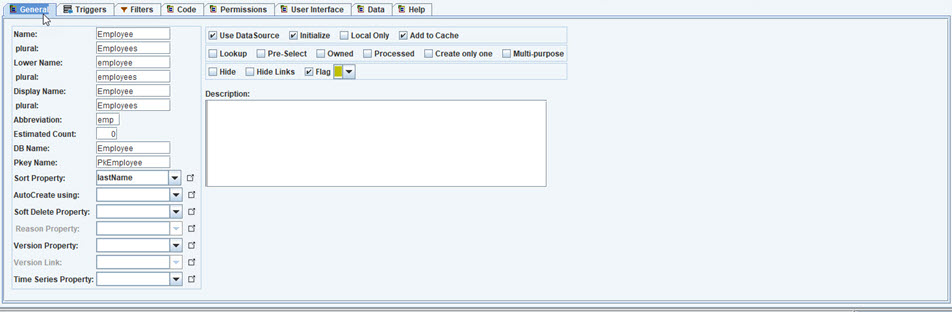 General Triggers Filters Code Permissions User Interface Data Help
Name: Employee
plural: Employees
Lower Name: employee
plural: employees
Display Name: Employee
plural: Employees
Abbreviation: emp
Estimated Count: 0
DB Name: Employee
Pkey Name: PkEmployee
Sort Property: lastName
AutoCreate using:
Soft Delete Property:
Reason Property:
Version Property:
Version Link:
Time Series Property:
Use DataSource Initialize Local Only Add to Cache
Lookup Pre-Select Owned Processed Create only one Multi-purpose
Hide Hide Links Flag
Description: